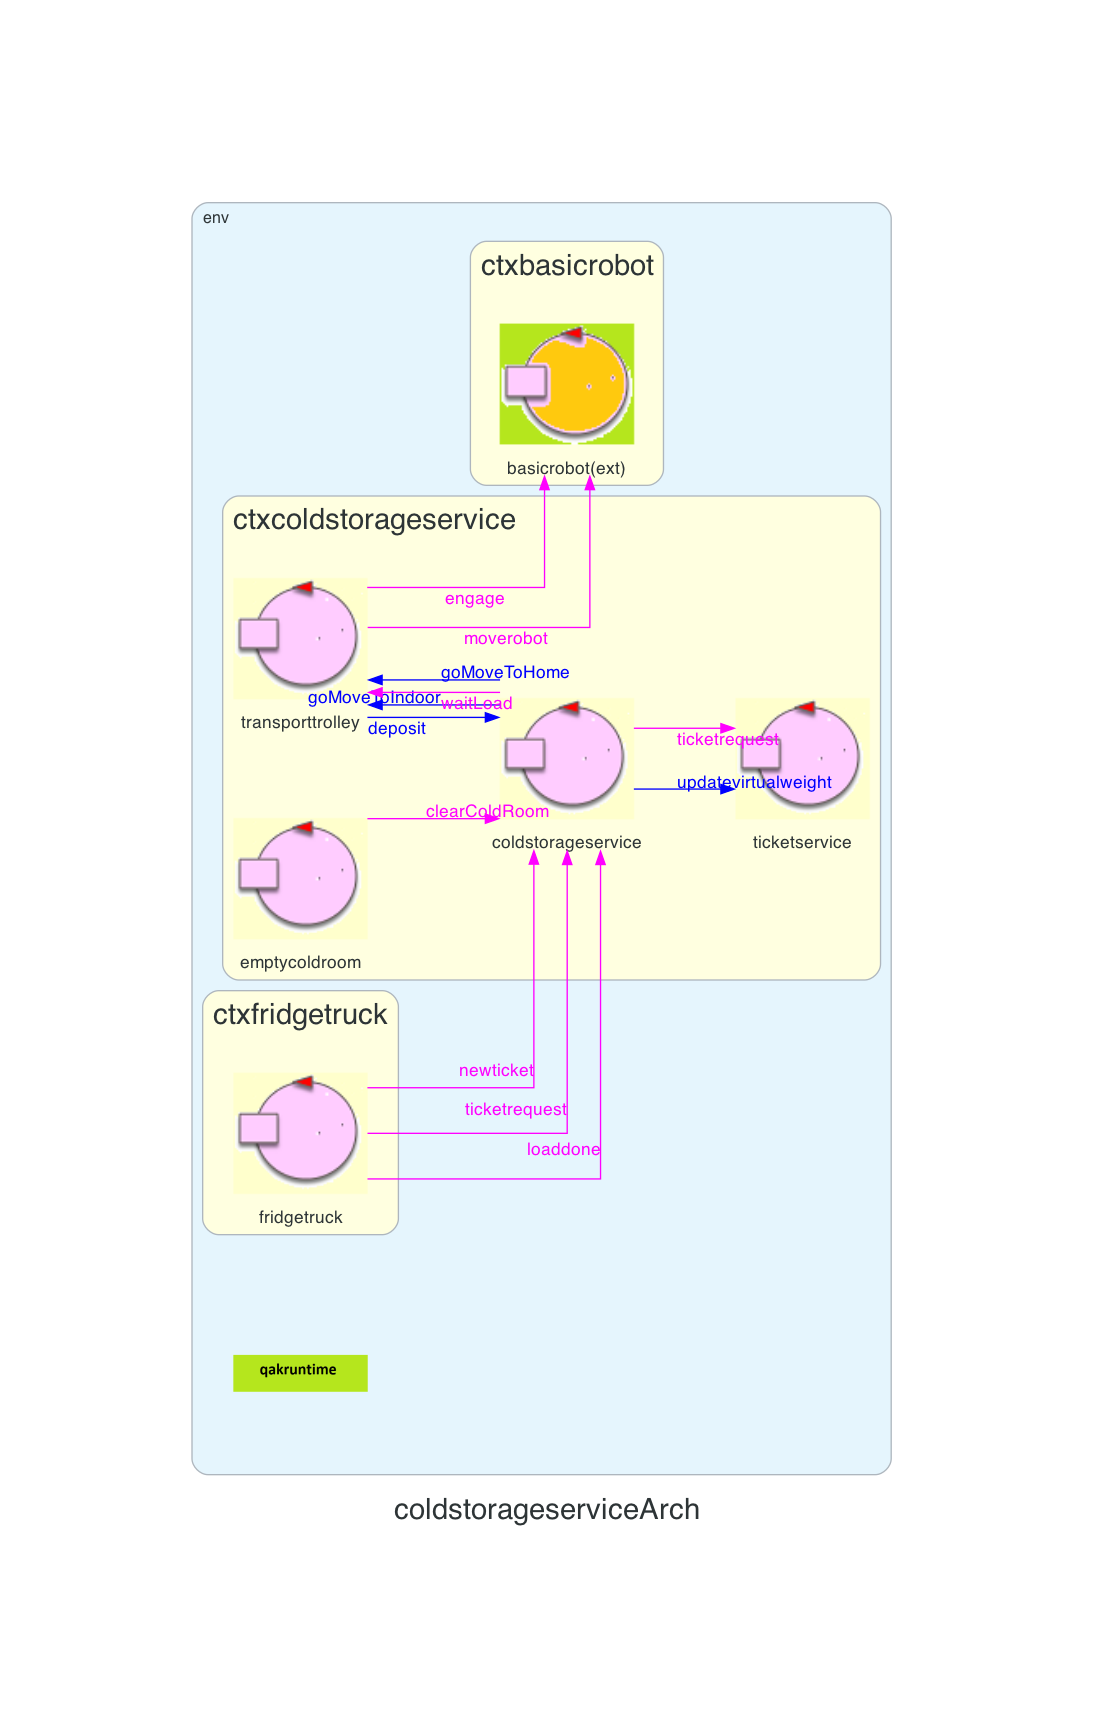 env
ctxbasicrobot
basicrobot(ext)
ctxcoldstorageservice
engage
moverobot
goMoveToHome
goMoveToIndoor
waitLoad
transporttrolley
deposit
ticketrequest
updatevirtualweight
clearColdRoom
coldstorageservice
ticketservice
emptycoldroom
ctxfridgetruck
newticket
ticketrequest
loaddone
fridgetruck
qakruntime
coldstorageserviceArch